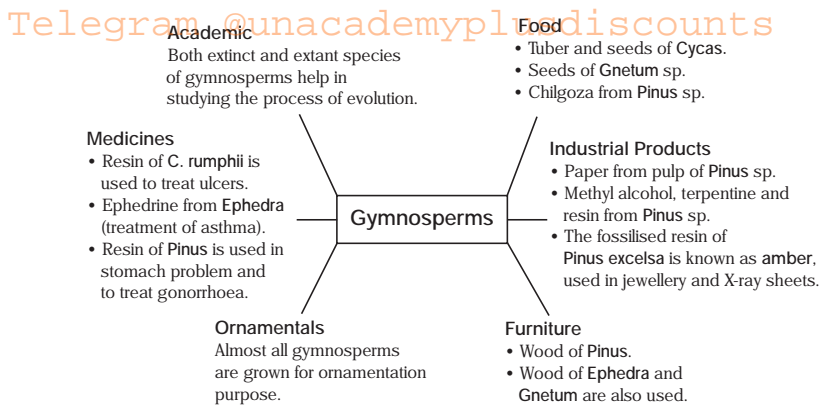 Telegram @unacademyplusdiscounts
Academic
Both extinct and extant species
of gymnosperms help in
studying the process of evolution.
Food
• Tuber and seeds of Cycas.
• Seeds of Gnetum sp.
• Chilgoza from Pinus sp.
Medicines
• Resin of C. rumphii is
used to treat ulcers.
• Ephedrine from Ephedra
(treatment of asthma).
• Resin of Pinus is used in
stomach problem and
to treat gonorrhoea.
Gymnosperms
Industrial Products
• Paper from pulp of Pinus sp.
• Methyl alcohol, terpentine and
resin from Pinus sp.
• The fossilised resin of
Pinus excelsa is known as amber,
used in jewellery and X-ray sheets.
Ornamentals
Almost all gymnosperms
are grown for ornamentation
purpose.
Furniture
• Wood of Pinus.
• Wood of Ephedra and
Gnetum are also used.